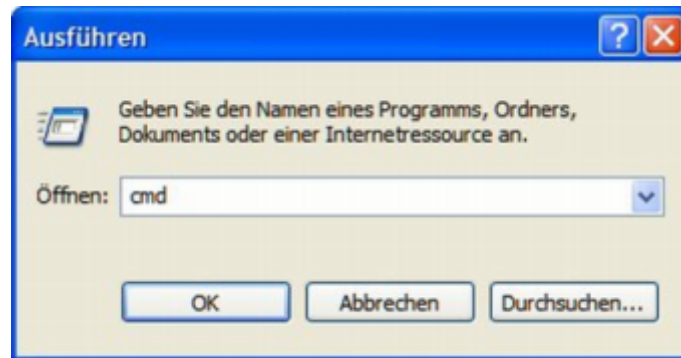 Ausführen
Geben Sie den Namen eines Programms, Ordners,
Dokuments oder einer Internetressource an.
Öffnen: cmd
OK Abbrechen Durchsuchen...